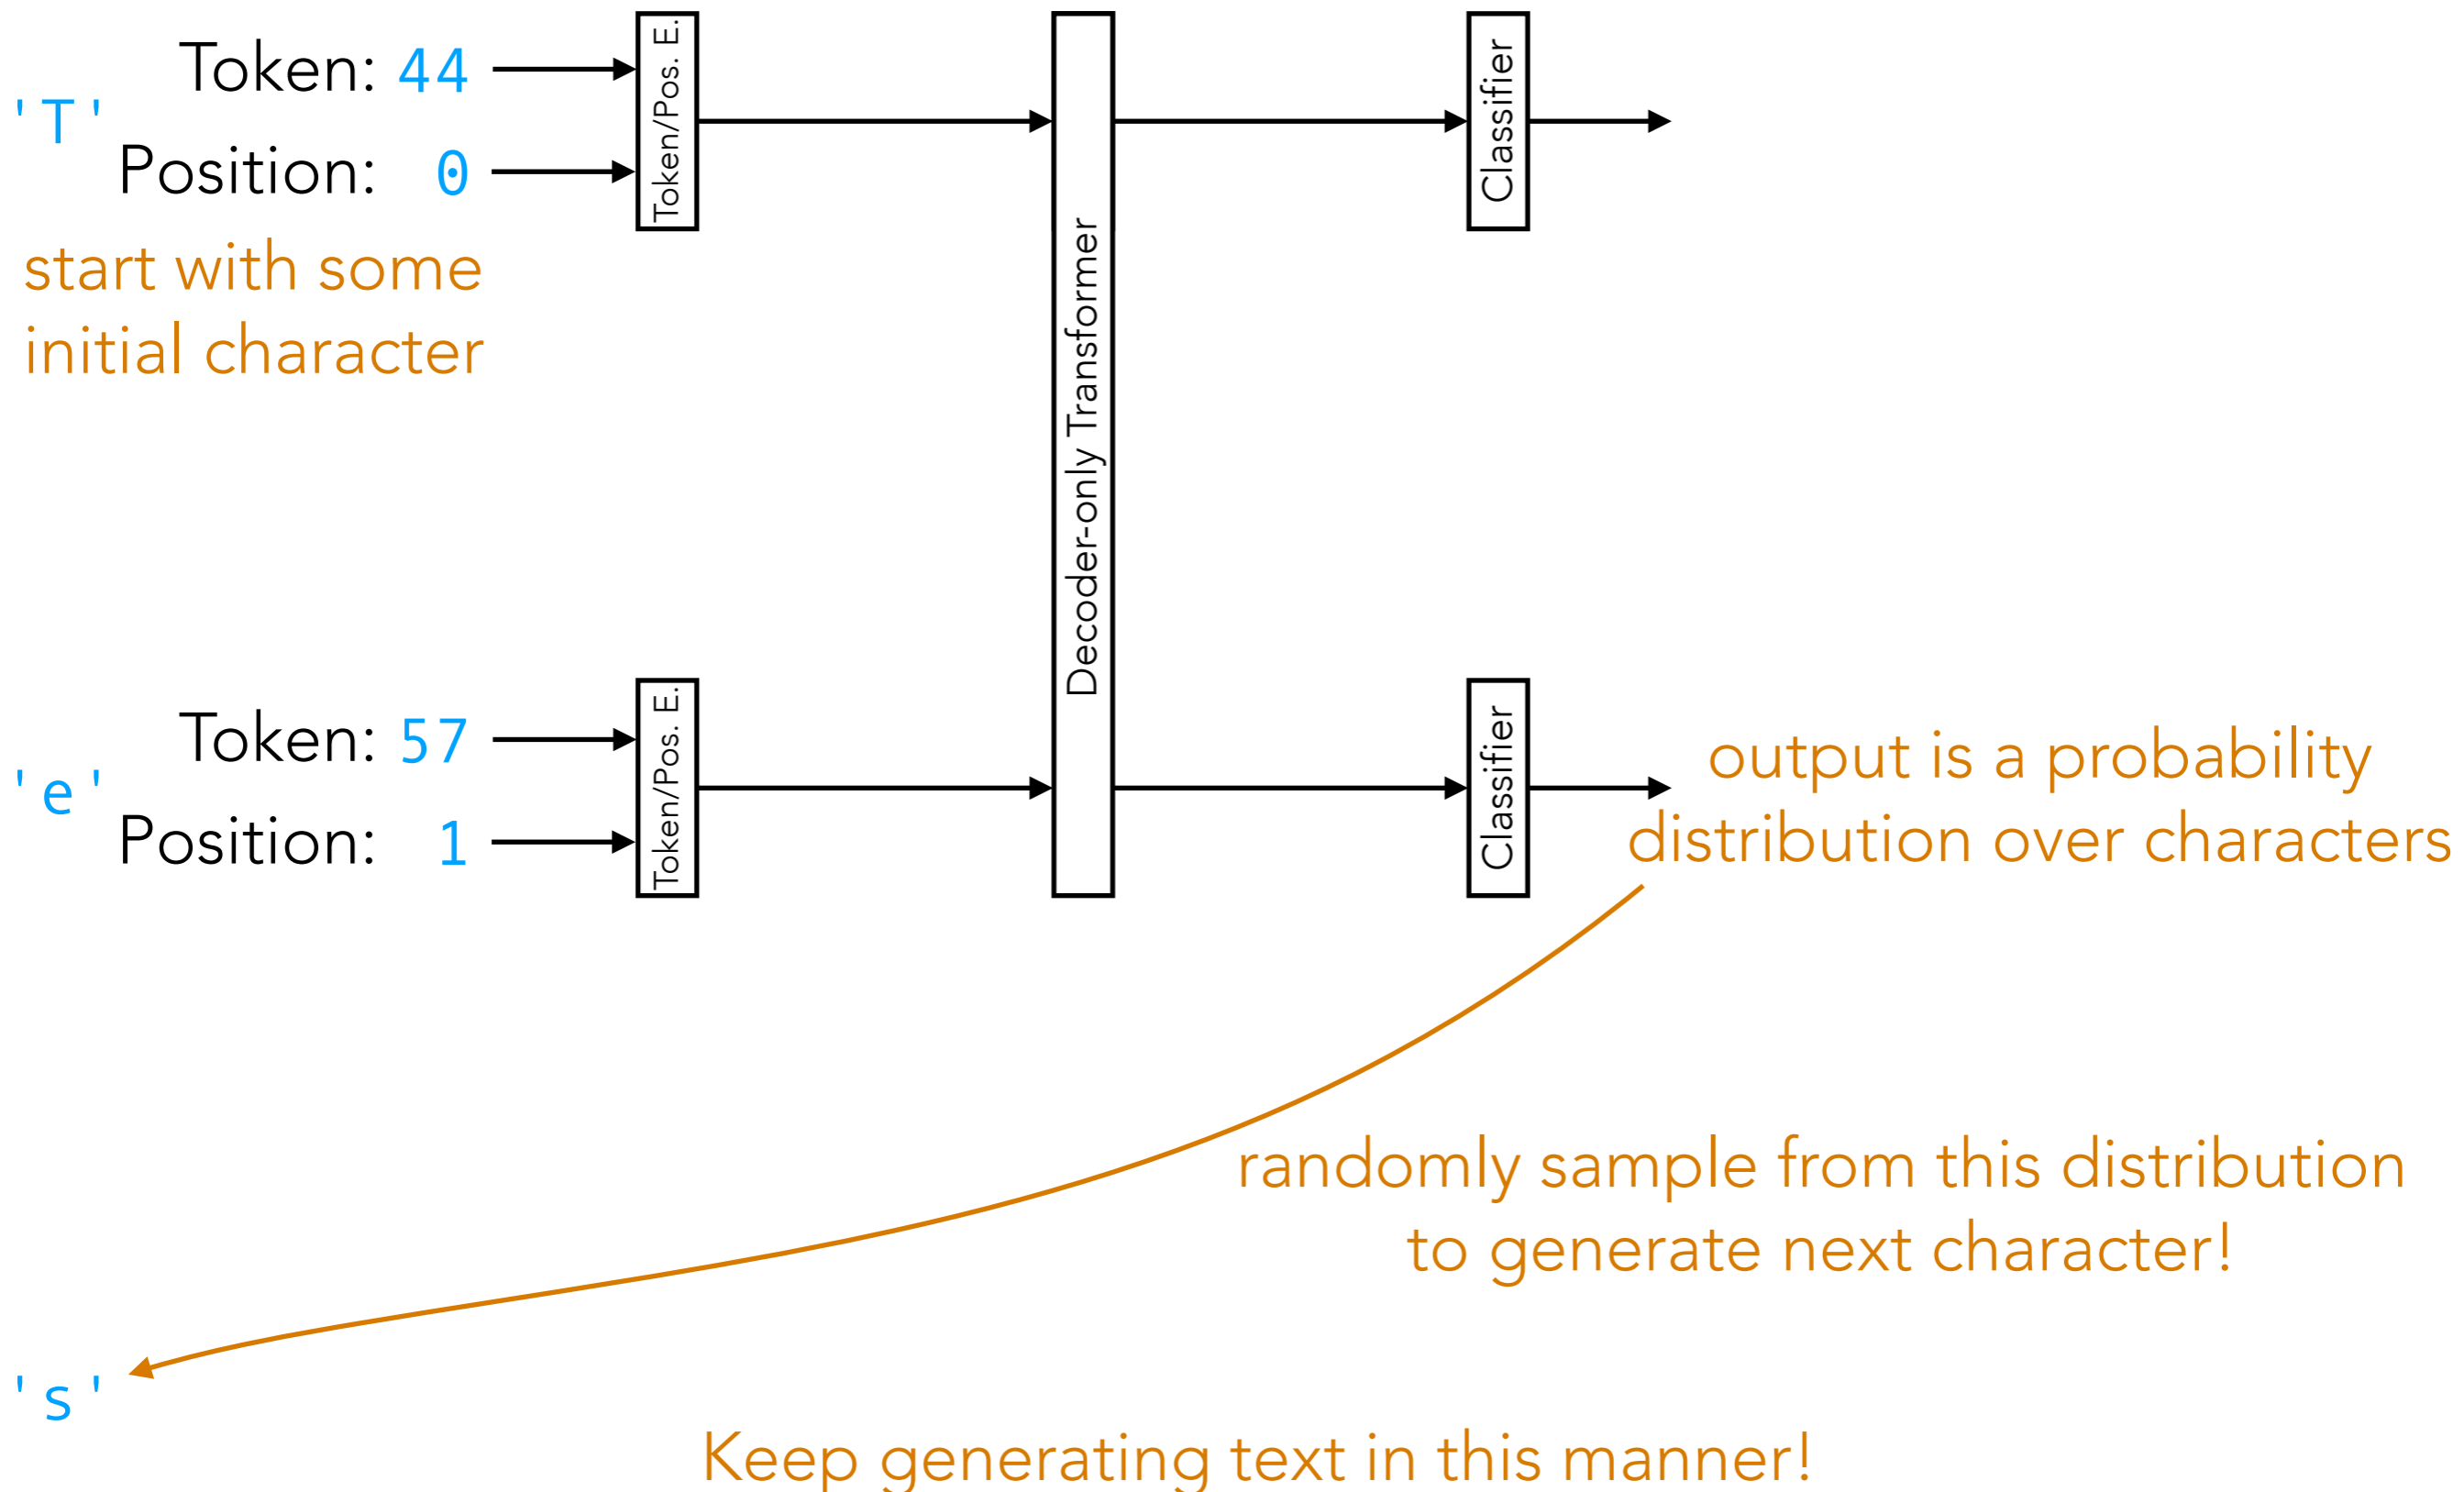 Token: 44
'T'
Position: 0
Token/Pos. E.
Classifier
start with some
initial character
Decoder-only Transformer
Token: 57
'e'
Position: 1
Token/Pos. E.
Classifier
output is a probability
distribution over characters
randomly sample from this distribution
to generate next character!
's'
Keep generating text in this manner!